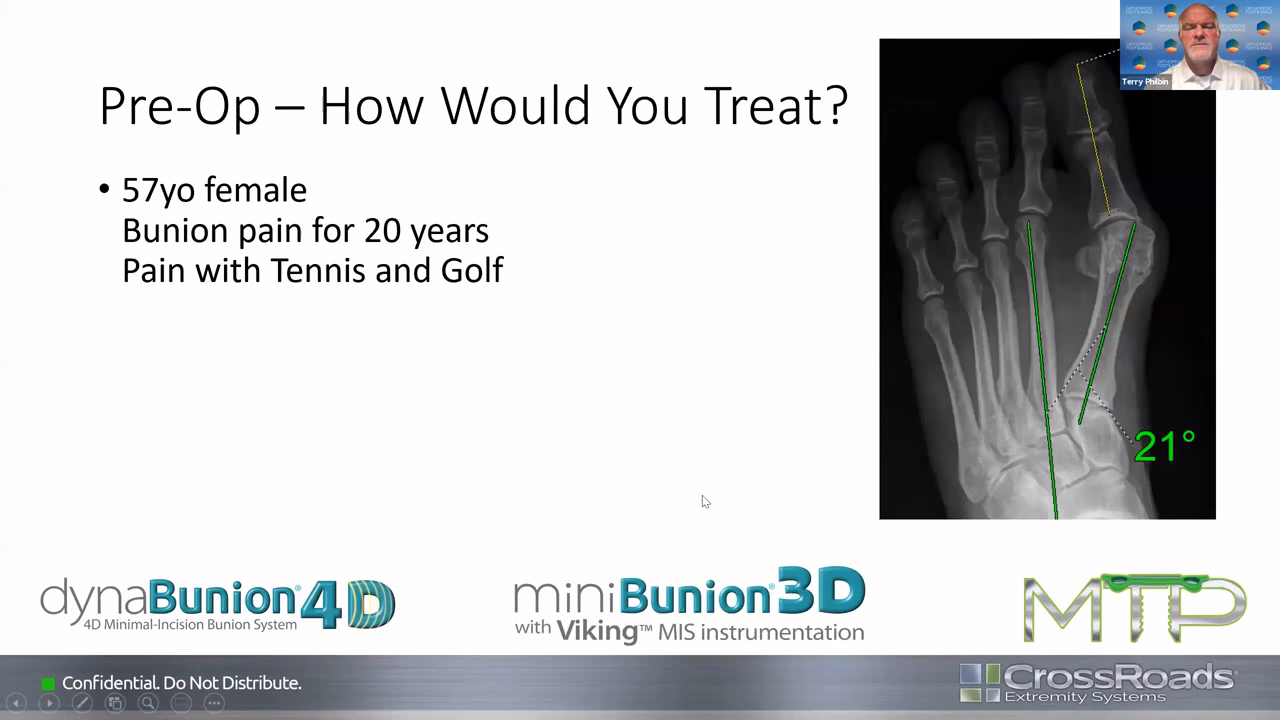 Pre-Op – How Would You Treat?
Terry Philbin
• 57yo female
Bunion pain for 20 years
Pain with Tennis and Golf
21°
dynaBunion® 4D
4D Minimal-Incision Bunion System
miniBunion® 3D
with Viking™ MIS instrumentation
MTP
Confidential. Do Not Distribute.
CrossRoads®
Extremity Systems